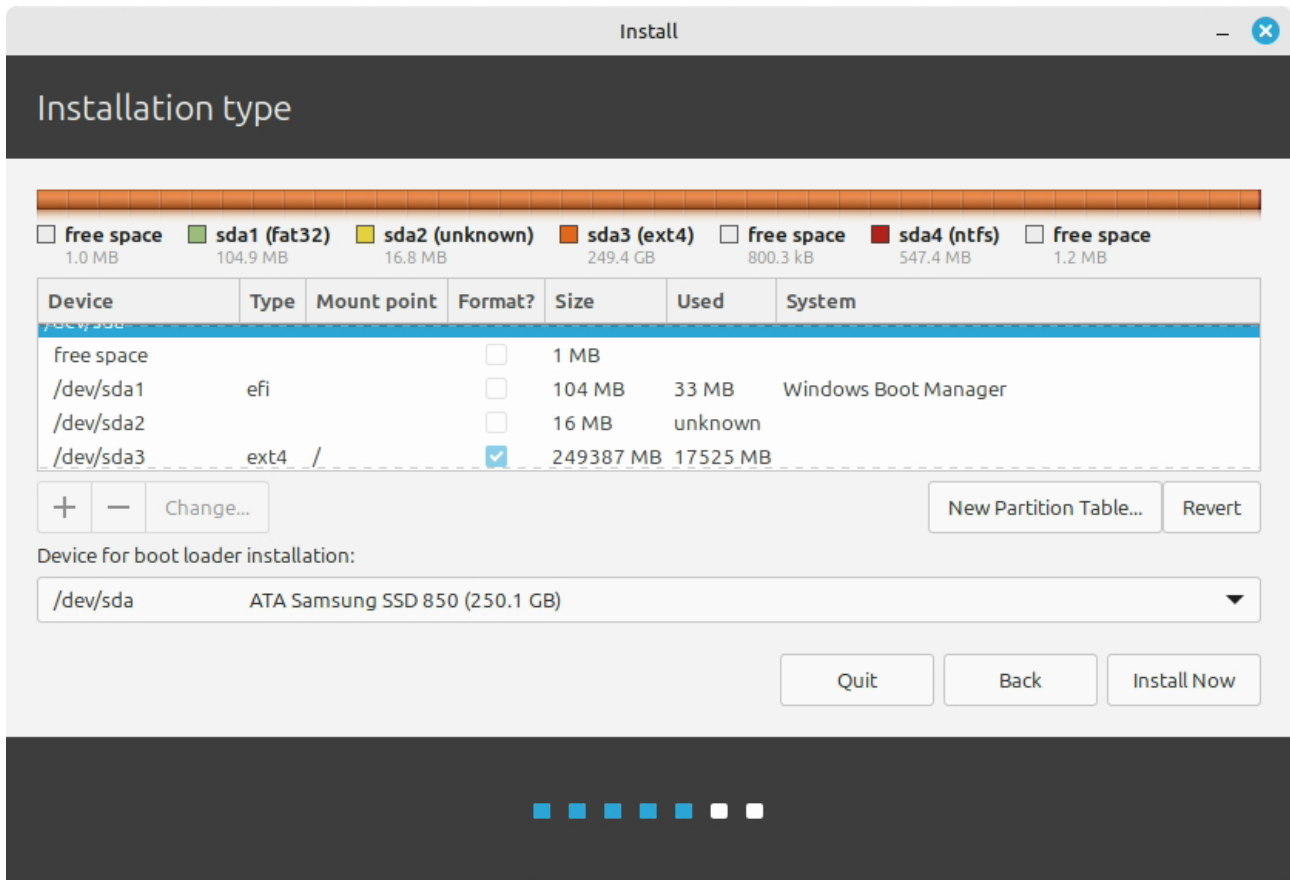 Install
Installation type
free space sda1 (fat32) sda2 (unknown) sda3 (ext4) free space sda4 (ntfs) free space
1.0 MB 104.9 MB 16.8 MB 249.4 GB 800.3 kB 547.4 MB 1.2 MB
Device Type Mount point Format? Size Used System
/dev/sda
free space 1 MB
/dev/sda1 efi 104 MB 33 MB Windows Boot Manager
/dev/sda2 16 MB unknown
/dev/sda3 ext4 / 249387 MB 17525 MB
+ − Change... New Partition Table... Revert
Device for boot loader installation:
/dev/sda ATA Samsung SSD 850 (250.1 GB)
Quit Back Install Now